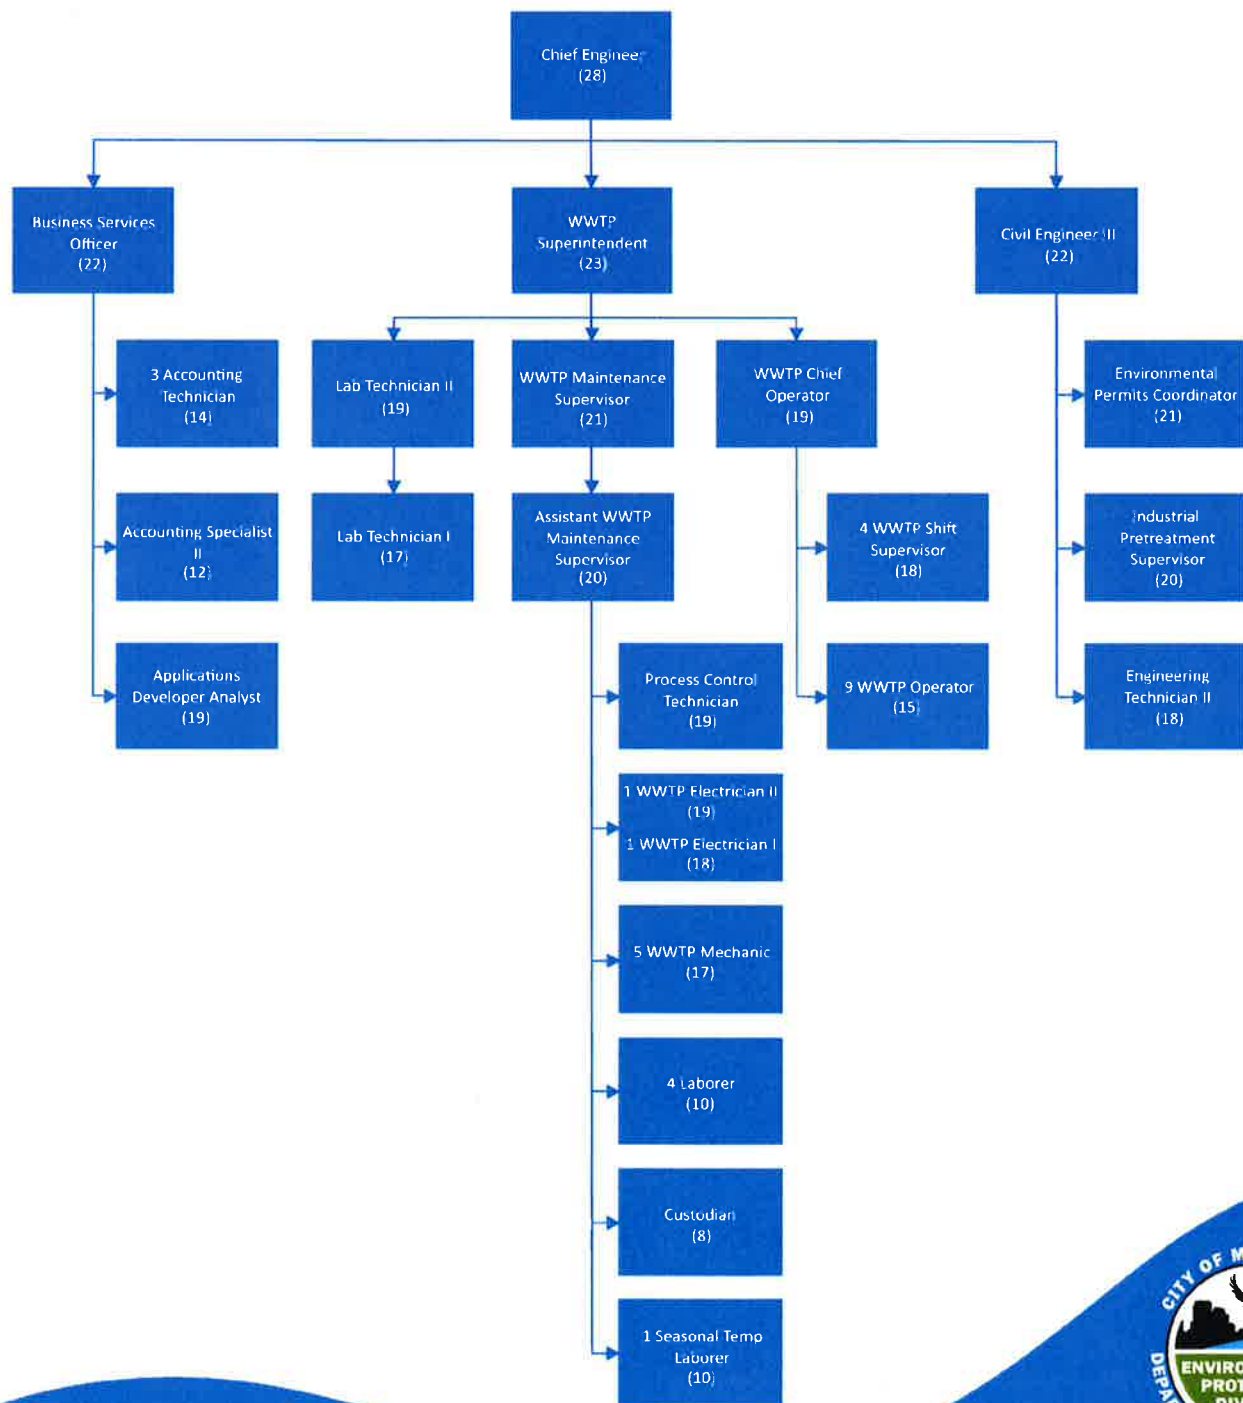 Chief Engineer
(28)
Business Services
Officer
(22)
WWTP
Superintendent
(23)
Civil Engineer III
(22)
3 Accounting
Technician
(14)
Lab Technician II
(19)
WWTP Maintenance
Supervisor
(21)
WWTP Chief
Operator
(19)
Environmental
Permits Coordinator
(21)
Accounting Specialist
II
(12)
Lab Technician I
(17)
Assistant WWTP
Maintenance
Supervisor
(20)
4 WWTP Shift
Supervisor
(18)
Industrial
Pretreatment
Supervisor
(20)
Applications
Developer Analyst
(19)
Process Control
Technician
(19)
9 WWTP Operator
(15)
Engineering
Technician II
(18)
1 WWTP Electrician II
(19)
1 WWTP Electrician I
(18)
5 WWTP Mechanic
(17)
4 Laborer
(10)
Custodian
(8)
1 Seasonal Temp
Laborer
(10)
CITY OF